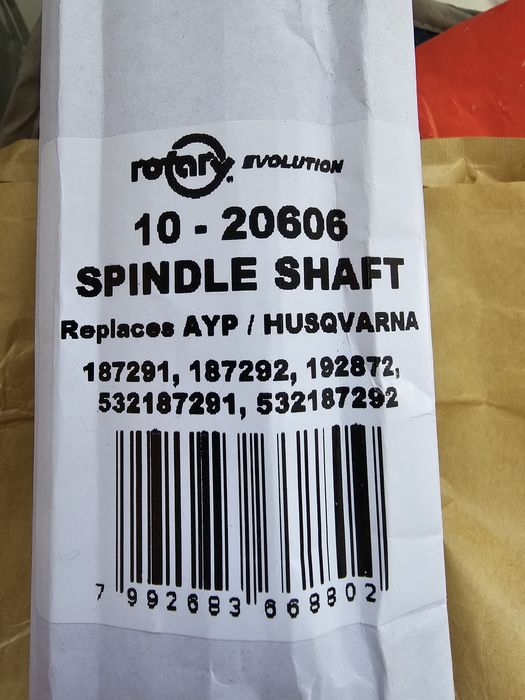 rotary® EVOLUTION
10 - 20606
SPINDLE SHAFT
Replaces AYP / HUSQVARNA
187291, 187292, 192872,
532187291, 532187292
7 992683 668802